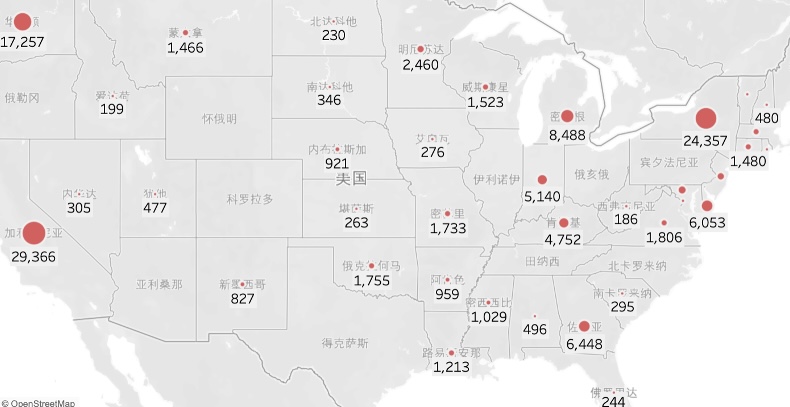 17,257
蒙 拿
1,466
北达科他
230
明尼苏达
2,460
威斯康星
1,523
俄勒冈
爱达荷
199
怀俄明
南达科他
346
密 根
8,488
24,357
480
内布拉斯加
921
艾奥瓦
276
美国
伊利诺伊
俄亥俄
宾夕法尼亚
1,480
内华达
305
犹他
477
科罗拉多
堪萨斯
263
密 里
1,733
5,140
西弗吉尼亚
186
6,053
加利 尼亚
29,366
肯 基
4,752
1,806
田纳西
北卡罗来纳
亚利桑那
新墨西哥
827
俄克拉何马
1,755
阿肯色
959
密西西比
1,029
南卡罗来纳
295
496
佐 亚
6,448
得克萨斯
路易斯安那
1,213
佛罗里达
244
© OpenStreetMap